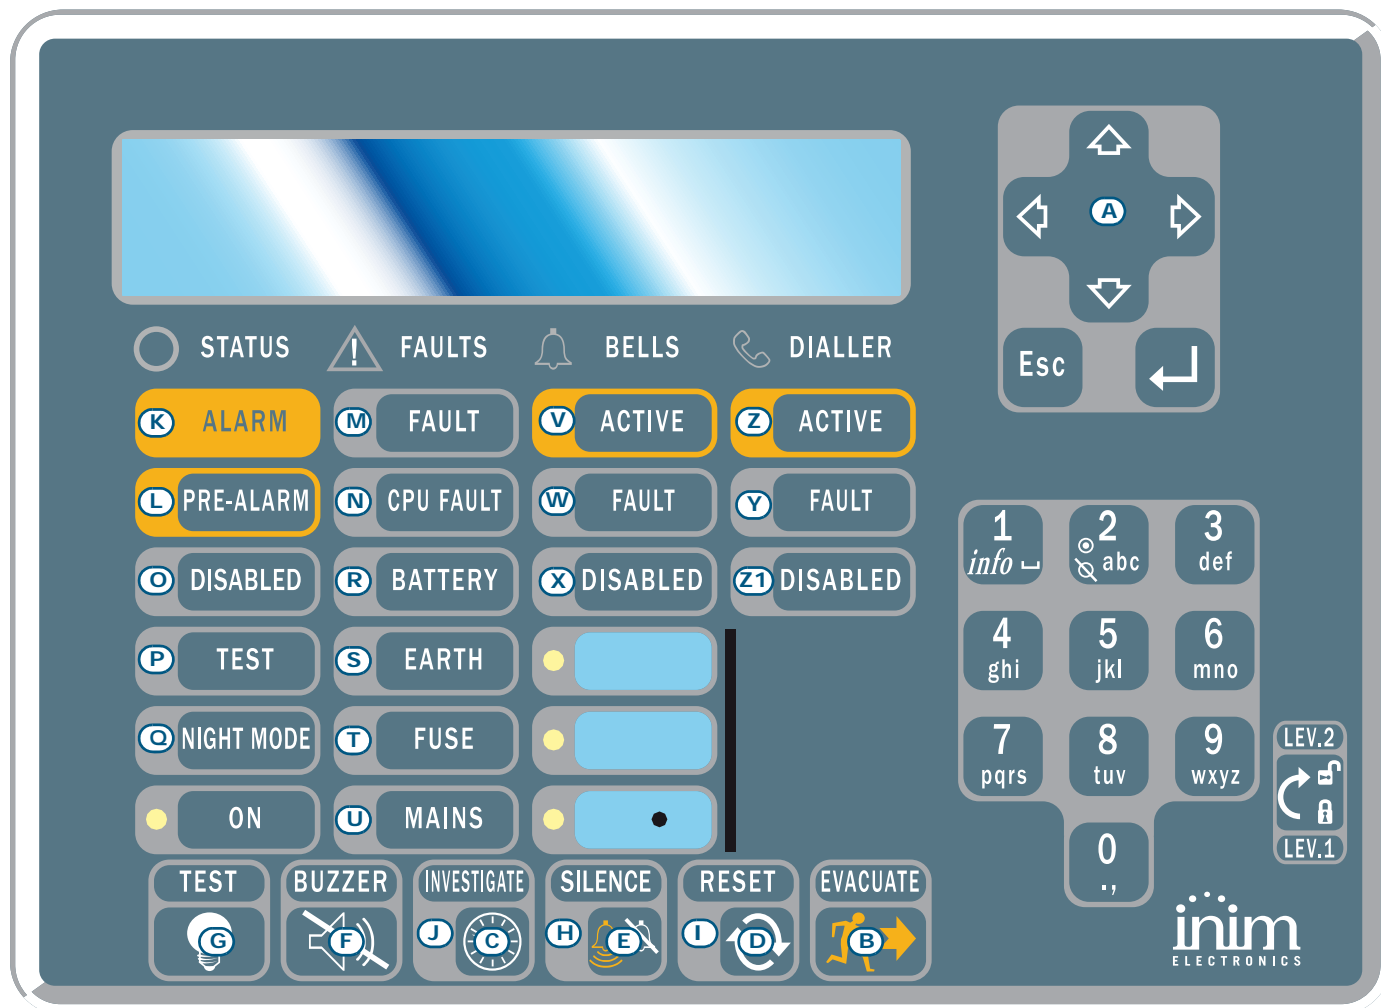 A
STATUS FAULTS BELLS DIALLER
Esc
K ALARM M FAULT V ACTIVE Z ACTIVE
L PRE-ALARM N CPU FAULT W FAULT Y FAULT
1 2 3
info abc def
O DISABLED R BATTERY X DISABLED Z1 DISABLED
4 5 6
ghi jkl mno
P TEST S EARTH
Q NIGHT MODE T FUSE
7 8 9
pqrs tuv wxyz
LEV.2
ON U MAINS
LEV.1
0
.,
TEST BUZZER INVESTIGATE SILENCE RESET EVACUATE
G F J C H E I D B
inim
ELECTRONICS